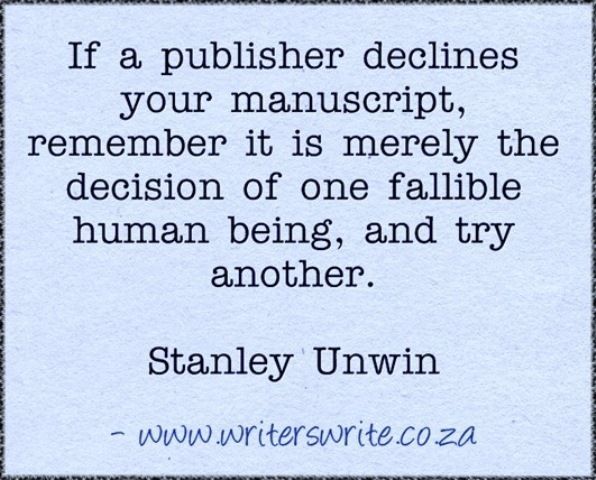 If a publisher declines
your manuscript,
remember it is merely the
decision of one fallible
human being, and try
another.
Stanley Unwin
- www.writerswrite.co.za